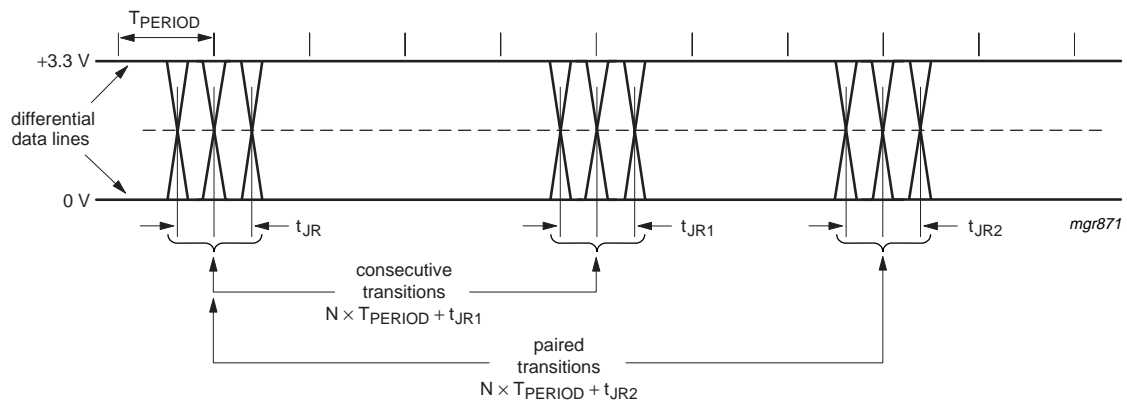 TPERIOD
+3.3 V
differential
data lines
0 V
tJR
tJR1
tJR2
mgr871
consecutive
transitions
N × TPERIOD + tJR1
paired
transitions
N × TPERIOD + tJR2